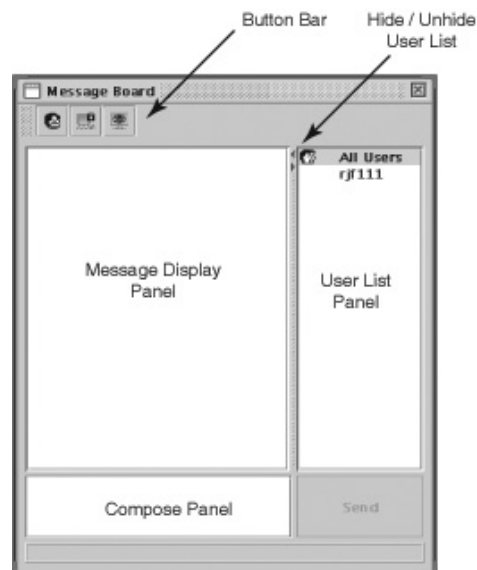 Button Bar
Hide / Unhide
User List
Message Board
All Users
rjf111
Message Display
Panel
User List
Panel
Compose Panel
Send